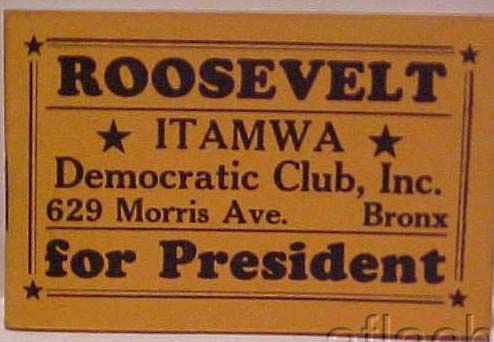 ROOSEVELT
★ ITAMWA ★
Democratic Club, Inc.
629 Morris Ave. Bronx
for President